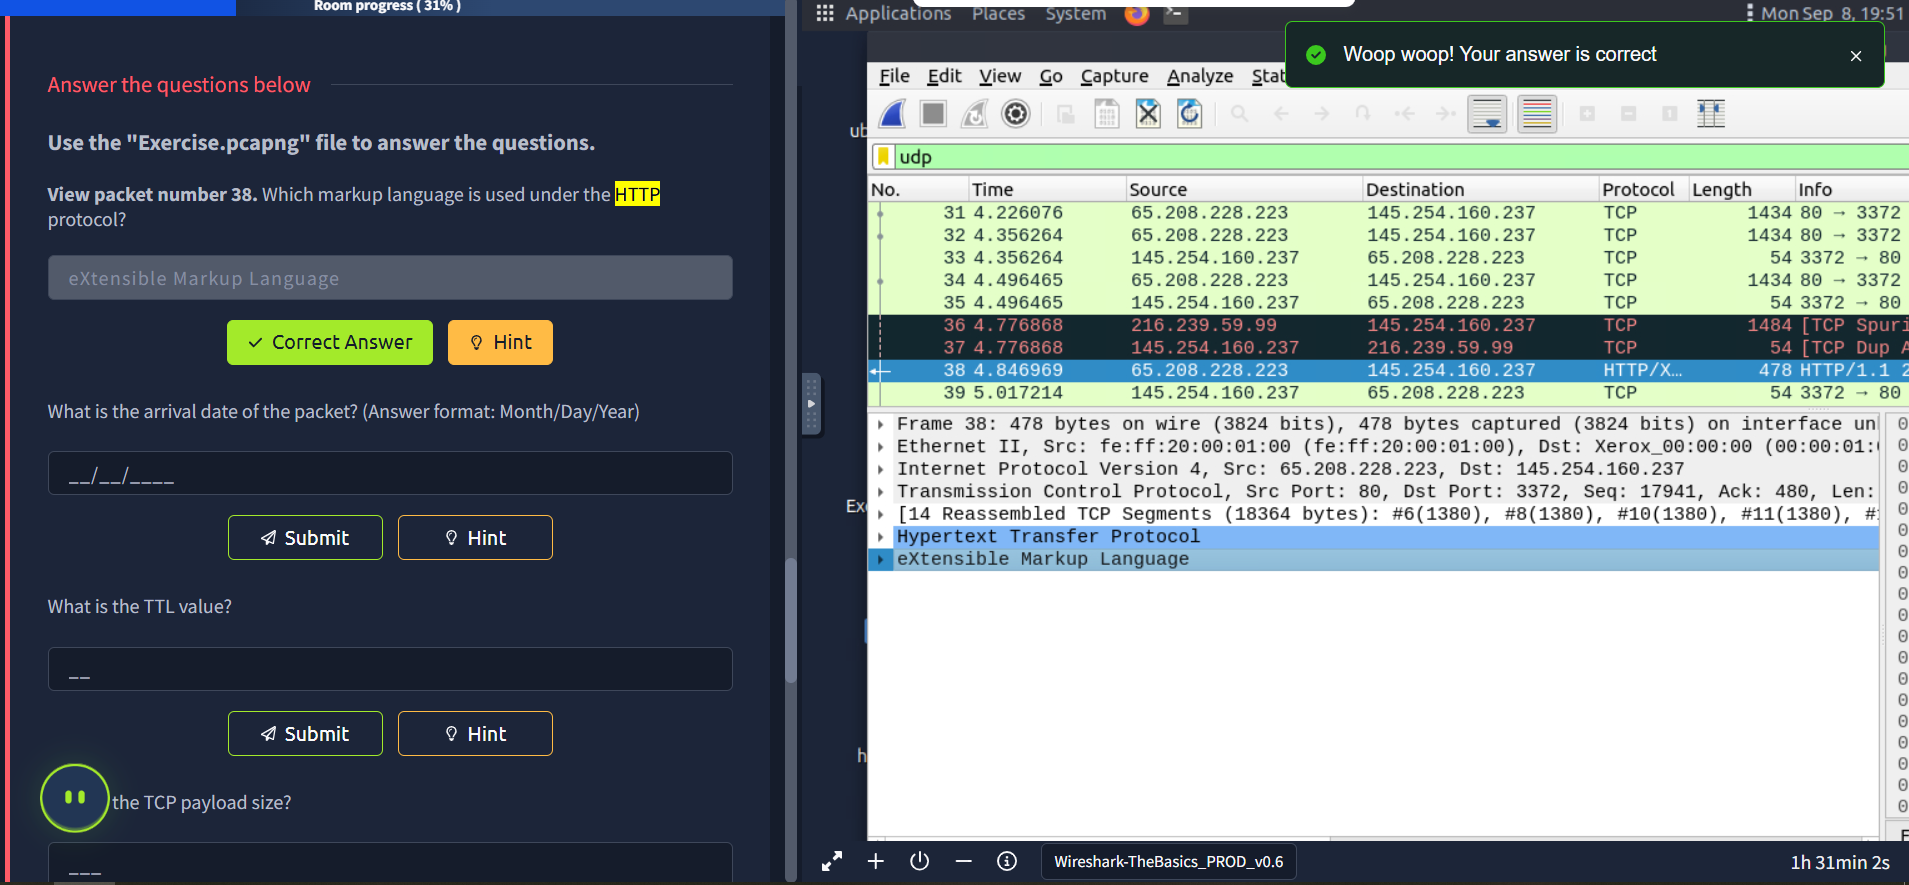 Room progress ( 31% )
Answer the questions below
Use the "Exercise.pcapng" file to answer the questions.
View packet number 38. Which markup language is used under the HTTP
protocol?
eXtensible Markup Language
Correct Answer
Hint
What is the arrival date of the packet? (Answer format: Month/Day/Year)
__/__/____
Submit
Hint
What is the TTL value?
__
Submit
Hint
the TCP payload size?
___
Applications Places System
Mon Sep 8, 19:51
Woop woop! Your answer is correct
File Edit View Go Capture Analyze Stat
udp
No. Time Source Destination Protocol Length Info
31 4.226076 65.208.228.223 145.254.160.237 TCP 1434 80 → 3372
32 4.356264 65.208.228.223 145.254.160.237 TCP 1434 80 → 3372
33 4.356264 145.254.160.237 65.208.228.223 TCP 54 3372 → 80
34 4.496465 65.208.228.223 145.254.160.237 TCP 1434 80 → 3372
35 4.496465 145.254.160.237 65.208.228.223 TCP 54 3372 → 80
36 4.776868 216.239.59.99 145.254.160.237 TCP 1484 [TCP Spuri
37 4.776868 145.254.160.237 216.239.59.99 TCP 54 [TCP Dup A
38 4.846969 65.208.228.223 145.254.160.237 HTTP/X… 478 HTTP/1.1 2
39 5.017214 145.254.160.237 65.208.228.223 TCP 54 3372 → 80
Frame 38: 478 bytes on wire (3824 bits), 478 bytes captured (3824 bits) on interface un
Ethernet II, Src: fe:ff:20:00:01:00 (fe:ff:20:00:01:00), Dst: Xerox_00:00:00 (00:00:01:
Internet Protocol Version 4, Src: 65.208.228.223, Dst: 145.254.160.237
Transmission Control Protocol, Src Port: 80, Dst Port: 3372, Seq: 17941, Ack: 480, Len:
[14 Reassembled TCP Segments (18364 bytes): #6(1380), #8(1380), #10(1380), #11(1380), #
Hypertext Transfer Protocol
eXtensible Markup Language
ub
Exe
h
Wireshark-TheBasics_PROD_v0.6
1h 31min 2s